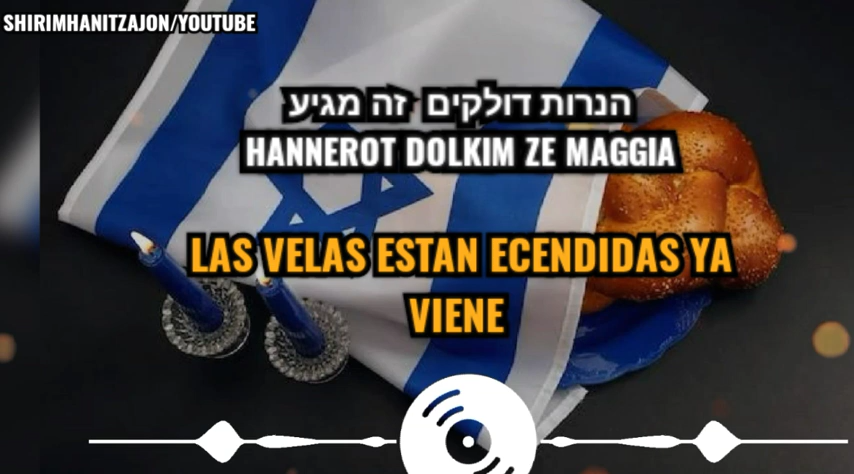 SHIRIMHANITZAJON/YOUTUBE
הנרות דולקים זה מגיע
HANNEROT DOLKIM ZE MAGGIA
LAS VELAS ESTAN ECENDIDAS YA
VIENE